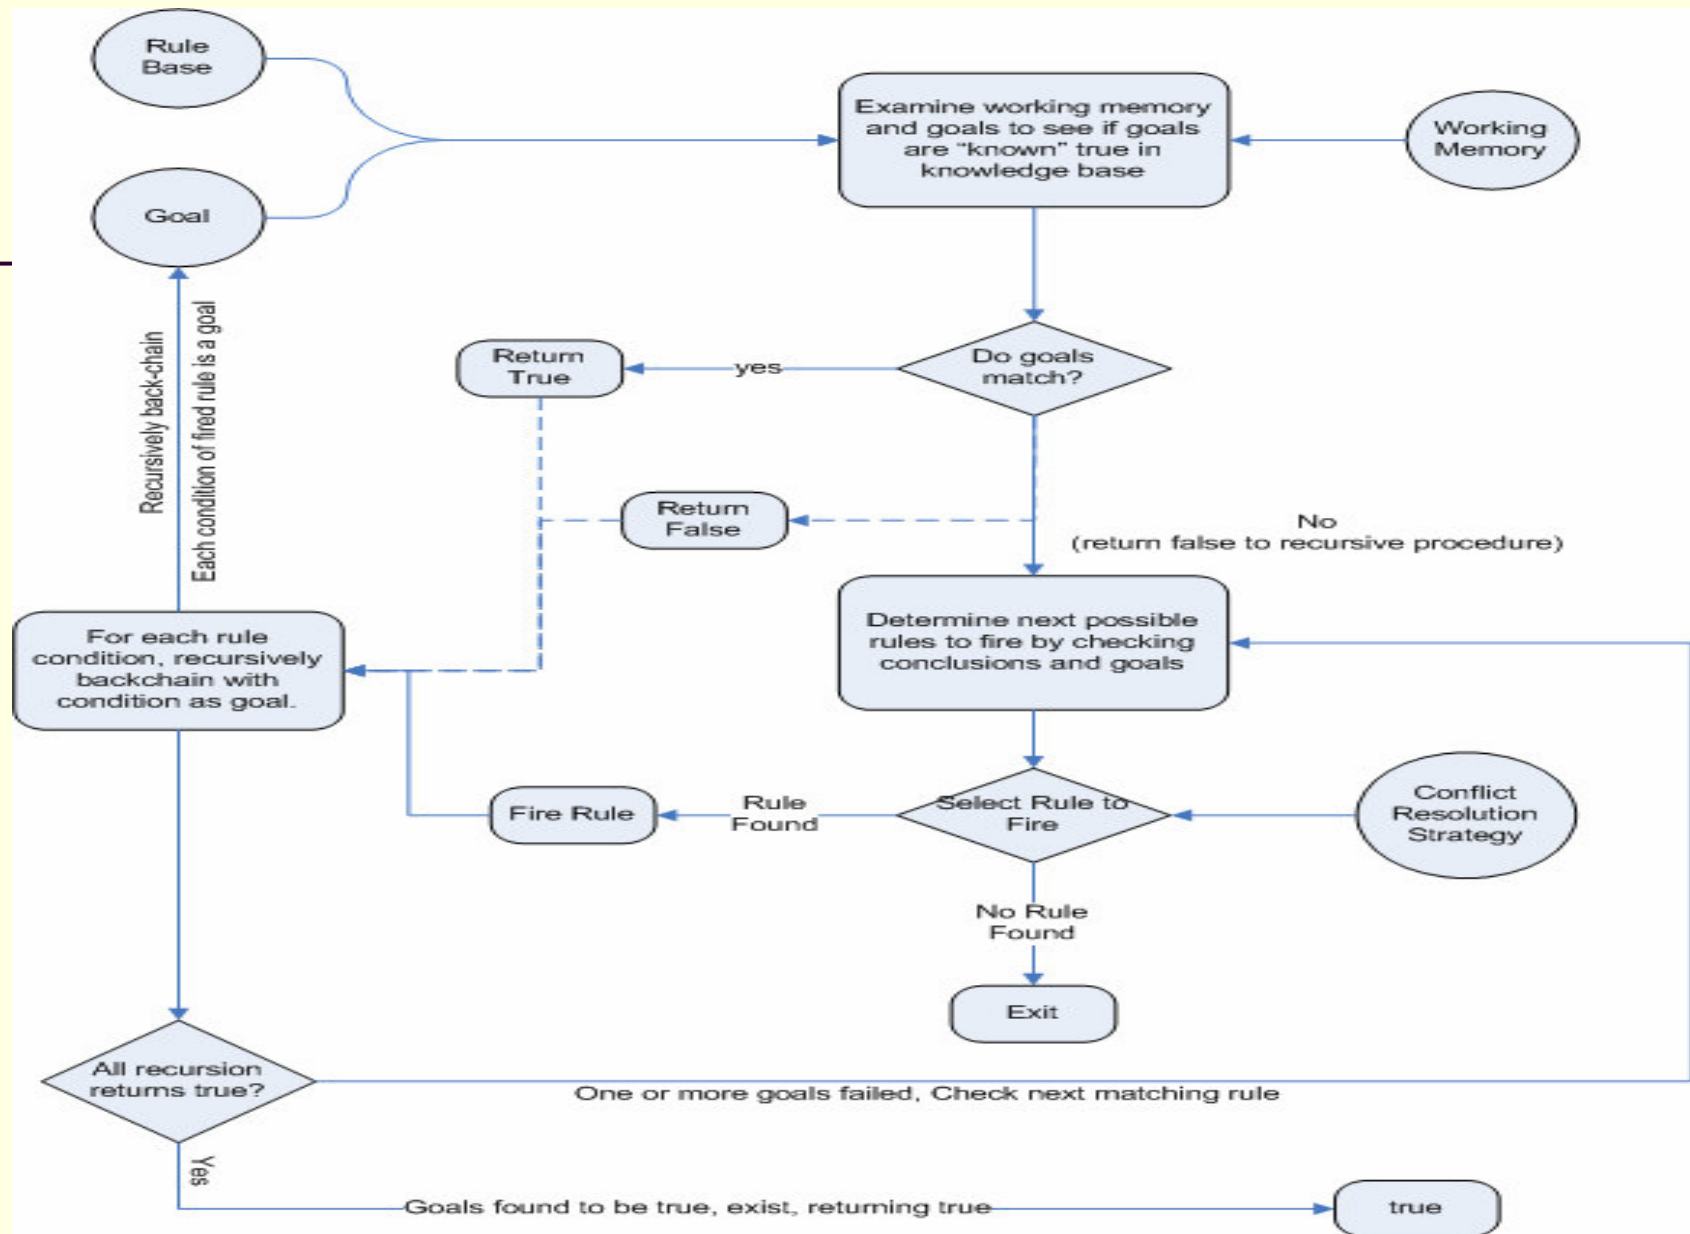 Rule
Base
Examine working memory
and goals to see if goals
are “known” true in
knowledge base
Working
Memory
Goal
Recursively back-chain
Each condition of fired rule is a goal
Return
True
yes
Do goals
match?
Return
False
No
(return false to recursive procedure)
For each rule
condition, recursively
backchain with
condition as goal.
Determine next possible
rules to fire by checking
conclusions and goals
Fire Rule
Rule
Found
Select Rule to
Fire
Conflict
Resolution
Strategy
No Rule
Found
Exit
All recursion
returns true?
One or more goals failed, Check next matching rule
Yes
Goals found to be true, exist, returning true
true